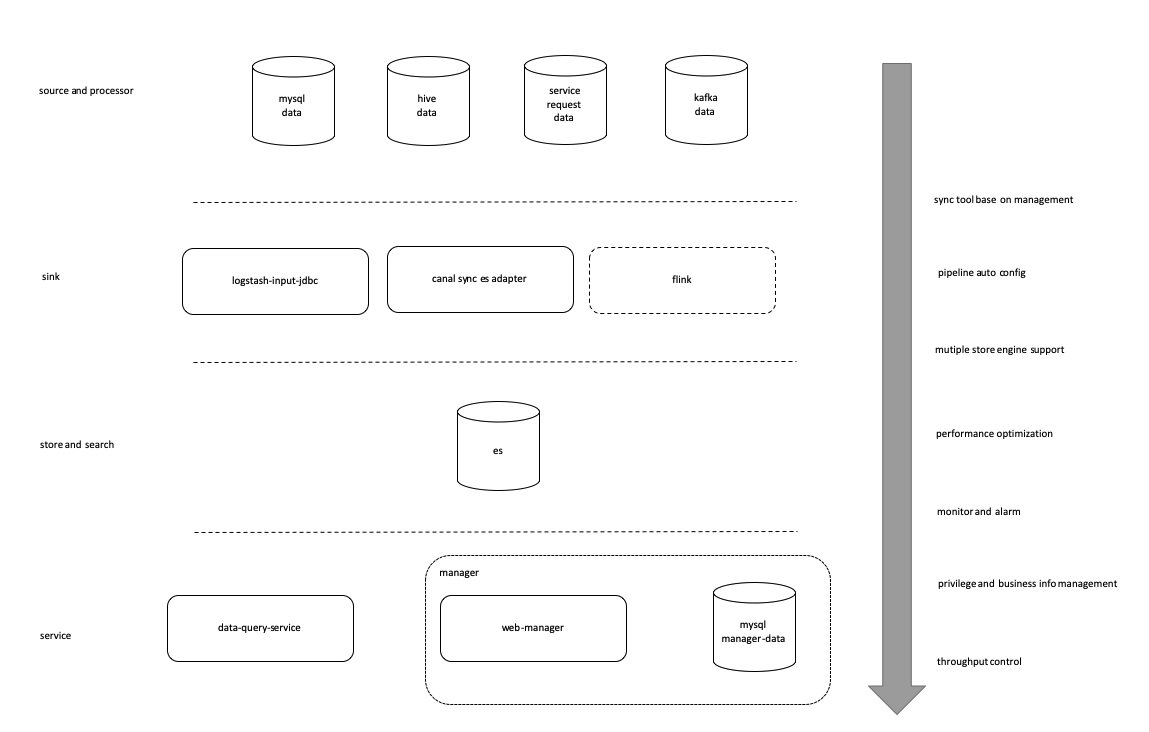 source and processor
mysql
data
hive
data
service
request
data
kafka
data
sync tool base on management
sink
logstash-input-jdbc
canal sync es adapter
flink
pipeline auto config
mutiple store engine support
store and search
es
performance optimization
monitor and alarm
manager
privilege and business info management
service
data-query-service
web-manager
mysql
manager-data
throughput control